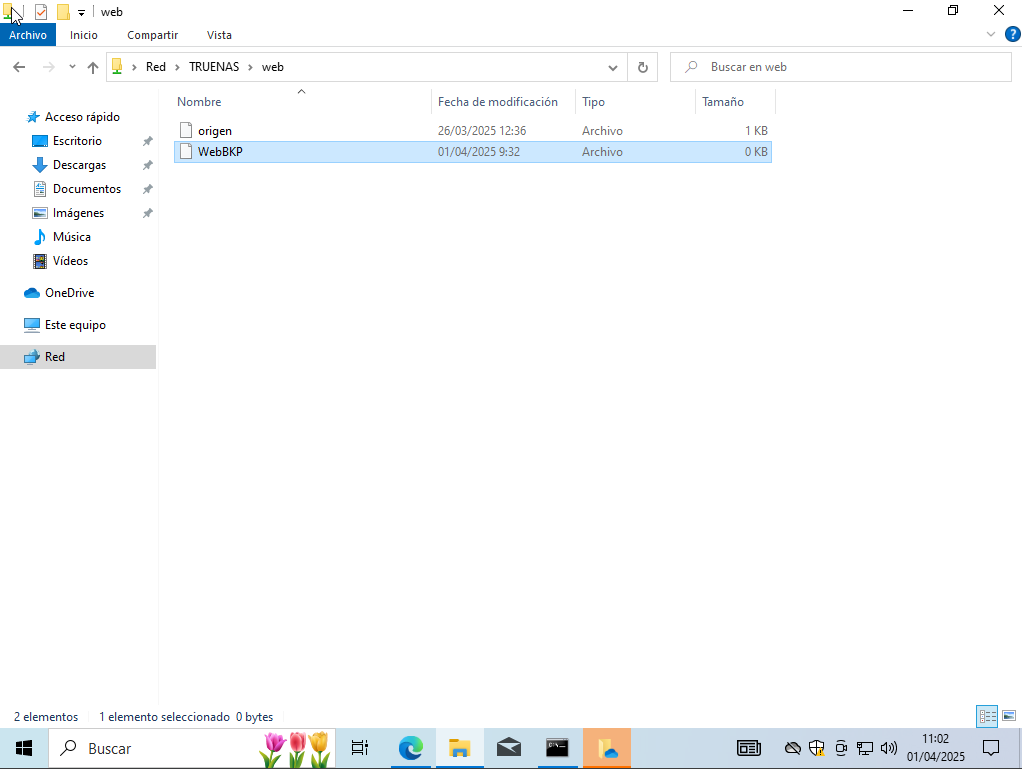 web
Archivo Inicio Compartir Vista
Red TRUENAS web
Buscar en web
Nombre Fecha de modificación Tipo Tamaño
origen 26/03/2025 12:36 Archivo 1 KB
WebBKP 01/04/2025 9:32 Archivo 0 KB
Acceso rápido
Escritorio
Descargas
Documentos
Imágenes
Música
Vídeos
OneDrive
Este equipo
Red
2 elementos 1 elemento seleccionado 0 bytes
Buscar
11:02
01/04/2025